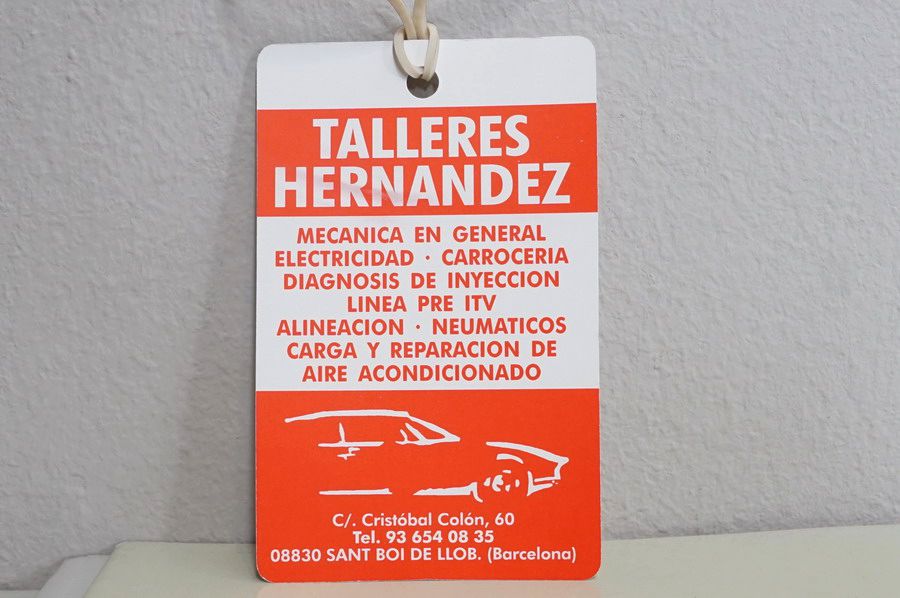 TALLERES
HERNANDEZ
MECANICA EN GENERAL
ELECTRICIDAD · CARROCERIA
DIAGNOSIS DE INYECCION
LINEA PRE ITV
ALINEACION · NEUMATICOS
CARGA Y REPARACION DE
AIRE ACONDICIONADO
C/. Cristóbal Colón, 60
Tel. 93 654 08 35
08830 SANT BOI DE LLOB. (Barcelona)